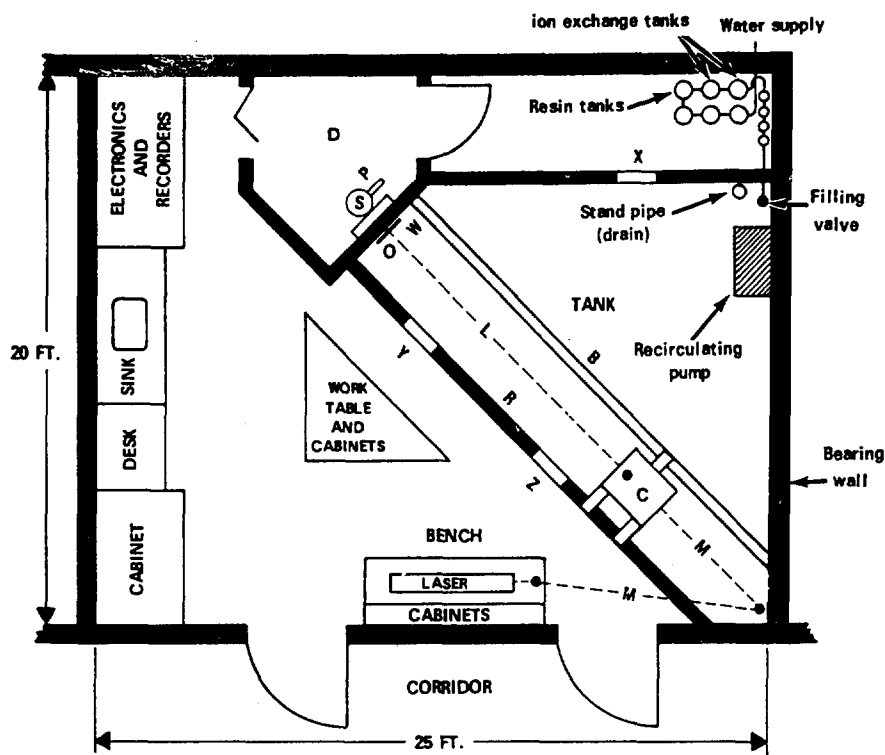 ion exchange tanks
Water supply
Resin tanks
ELECTRONICS
AND
RECORDERS
D
P
S
X
W
O
Stand pipe
(drain)
Filling
valve
TANK
L
B
Recirculating
pump
20 FT.
SINK
Y
WORK
TABLE
AND
CABINETS
R
DESK
Z
C
Bearing
wall
CABINET
BENCH
M
LASER
M
CABINETS
CORRIDOR
25 FT.